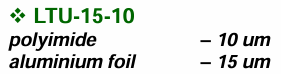 ❖ LTU-15-10
polyimide – 10 um
aluminium foil – 15 um